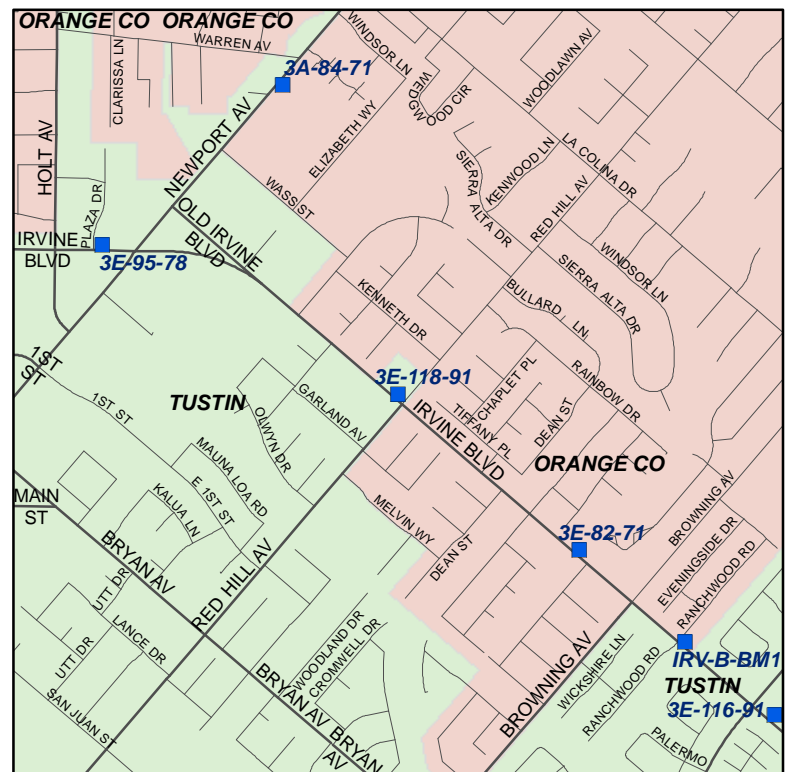 ORANGE CO ORANGE CO
WARREN AV
CLARISSA LN
3A-84-71
WINDSOR LN
WEDGWOOD CIR
WOODLAWN AV
HOLT AV
NEWPORT AV
ELIZABETH WY
SIERRA ALTA DR
KENWOOD LN
LA COLINA DR
PLAZA DR
WASS ST
RED HILL AV
IRVINE
BLVD
OLD IRVINE
BLVD
3E-95-78
WINDSOR LN
SIERRA ALTA DR
KENNETH DR
BULLARD LN
1ST
ST
3E-118-91
RAINBOW DR
CHAPLET PL
TIFFANY PL
DEAN ST
1ST ST
TUSTIN
OLWYN DR
GARLAND AV
IRVINE BLVD
ORANGE CO
MAUNA LOA RD
E 1ST ST
KALUA LN
MAIN
ST
MELVIN WY
DEAN ST
BROWNING AV
3E-82-71
BRYAN AV
RED HILL AV
EVENINGSIDE DR
RANCHWOOD RD
UTT DR
LANCE DR
UTT DR
WOODLAND DR
CROMWELL DR
WICKSHIRE LN
RANCHWOOD RD
IRV-B-BM1
TUSTIN
BROWNING AV
SAN JUAN ST
BRYAN AV
BRYAN
AV
3E-116-91
PALERMO